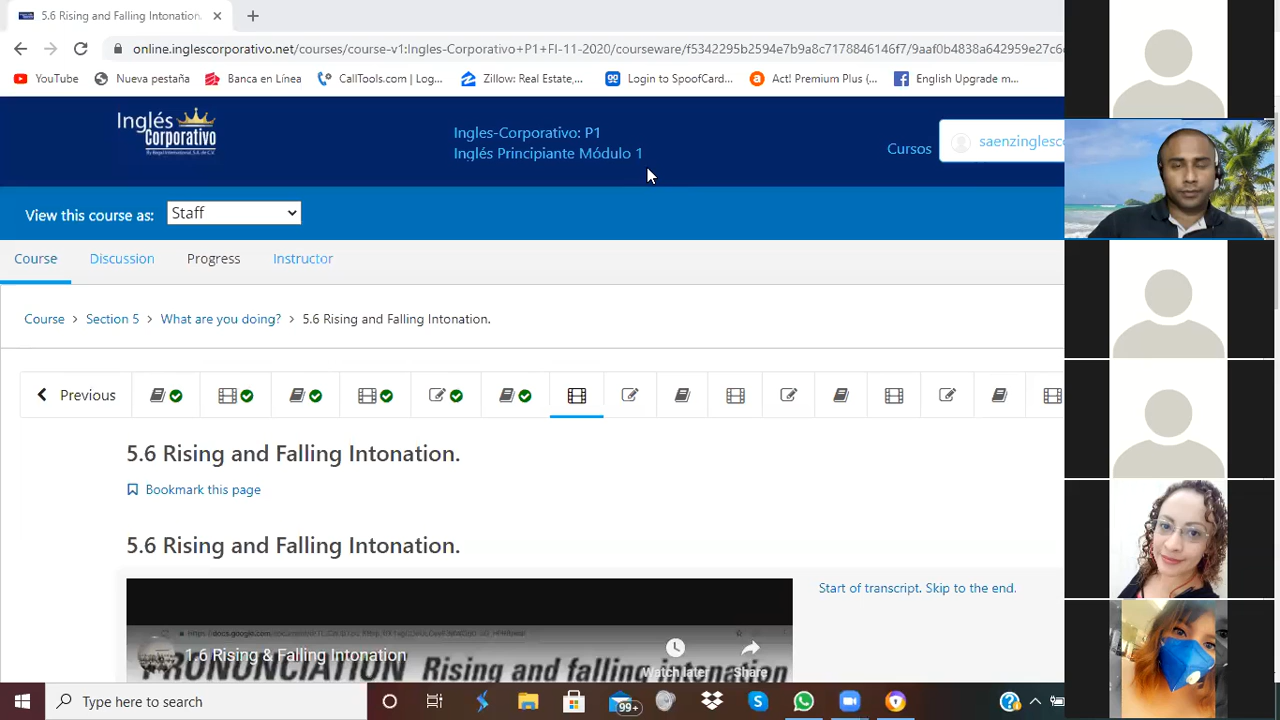 5.6 Rising and Falling Intonation.
online.inglescorporativo.net/courses/course-v1:Ingles-Corporativo+P1+FI-11-2020/courseware/f5342295b2594e7b9a8c7178846146f7/9aaf0b4838a642959e27c6
YouTube Nueva pestaña Banca en Línea CallTools.com | Log... Zillow: Real Estate,... Login to SpoofCard... Act! Premium Plus (... English Upgrade m...
Inglés
Corporativo
Ingles-Corporativo: P1
Inglés Principiante Módulo 1
Cursos saenzinglesc
View this course as: Staff
Course Discussion Progress Instructor
Course > Section 5 > What are you doing? > 5.6 Rising and Falling Intonation.
Previous
5.6 Rising and Falling Intonation.
Bookmark this page
5.6 Rising and Falling Intonation.
Start of transcript. Skip to the end.
1.6 Rising & Falling Intonation
PRONUNCIATION Rising and falling intonation
Watch later Share
Type here to search
99+